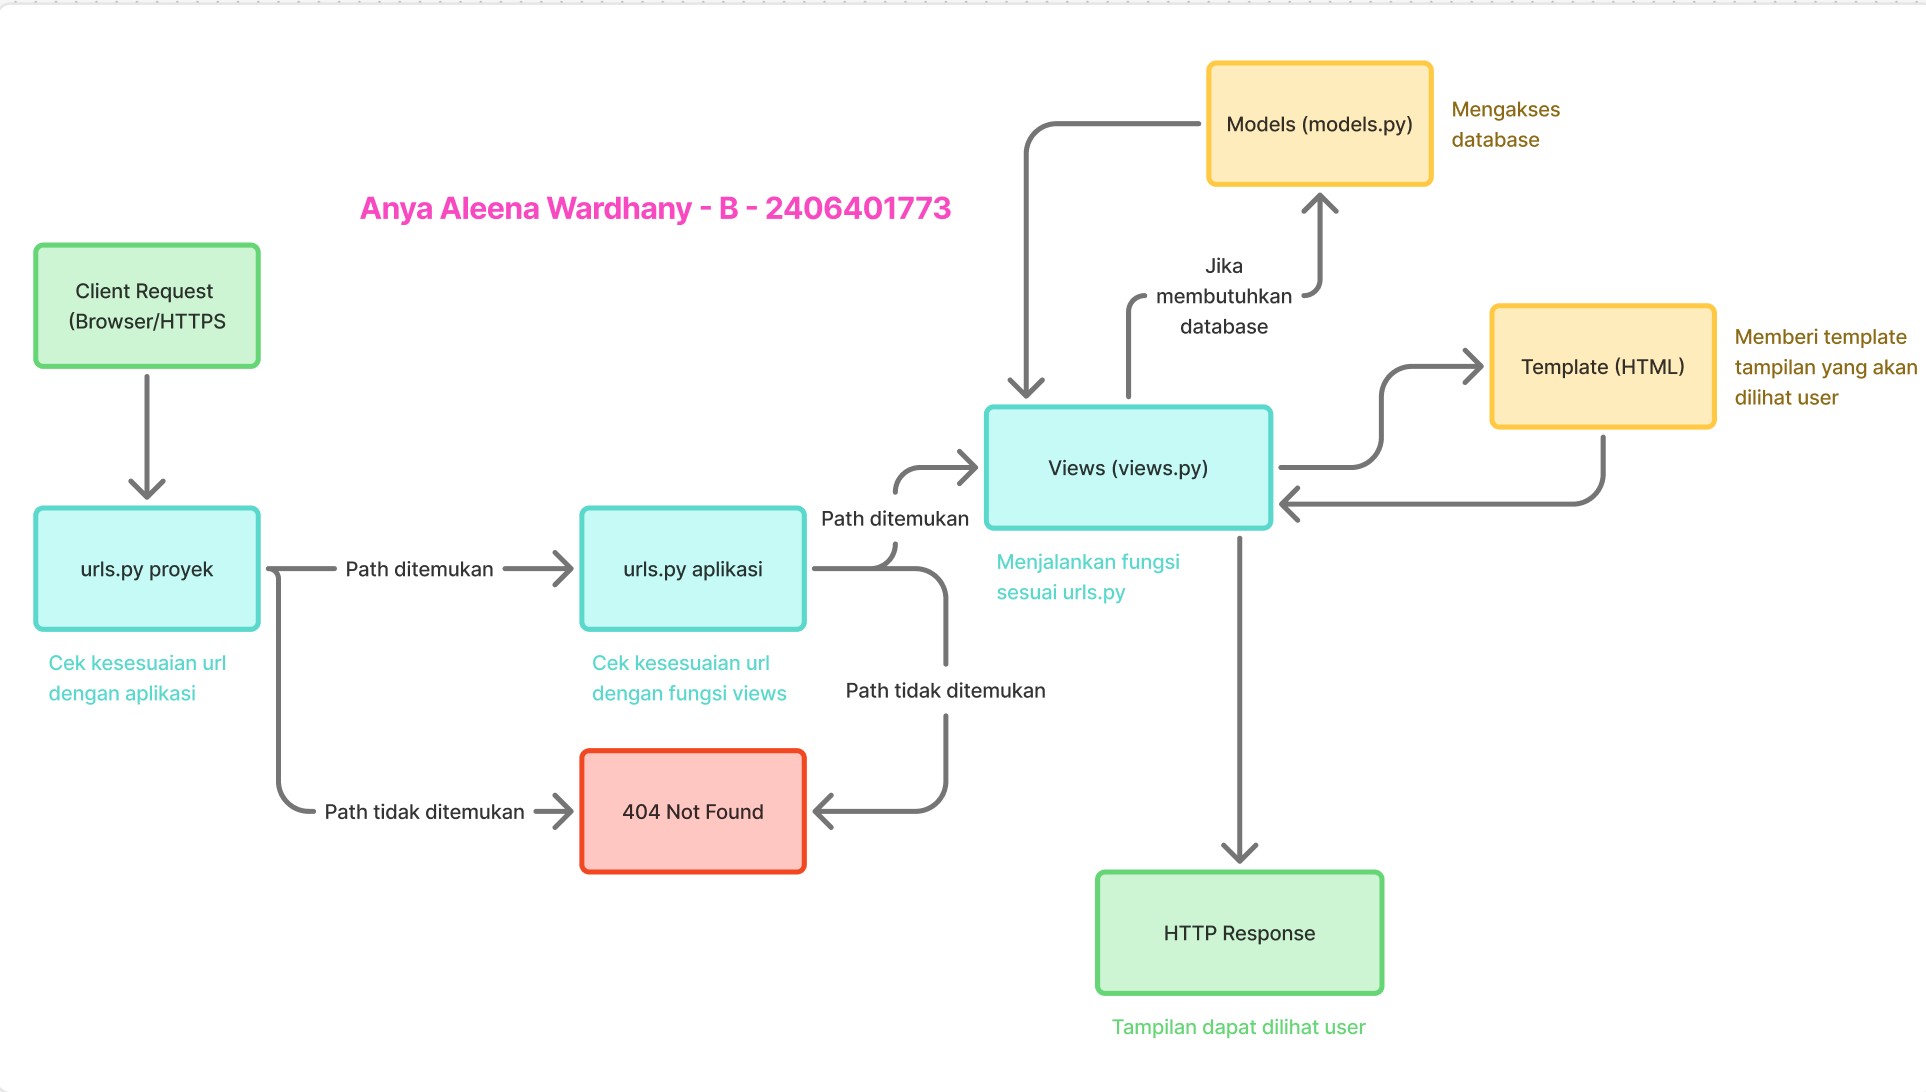 Models (models.py)
Mengakses
database
Anya Aleena Wardhany - B - 2406401773
Client Request
(Browser/HTTPS
Jika
membutuhkan
database
Template (HTML)
Memberi template
tampilan yang akan
dilihat user
Views (views.py)
Path ditemukan
Menjalankan fungsi
sesuai urls.py
urls.py proyek
Path ditemukan
urls.py aplikasi
Cek kesesuaian url
dengan aplikasi
Cek kesesuaian url
dengan fungsi views
Path tidak ditemukan
Path tidak ditemukan
404 Not Found
HTTP Response
Tampilan dapat dilihat user